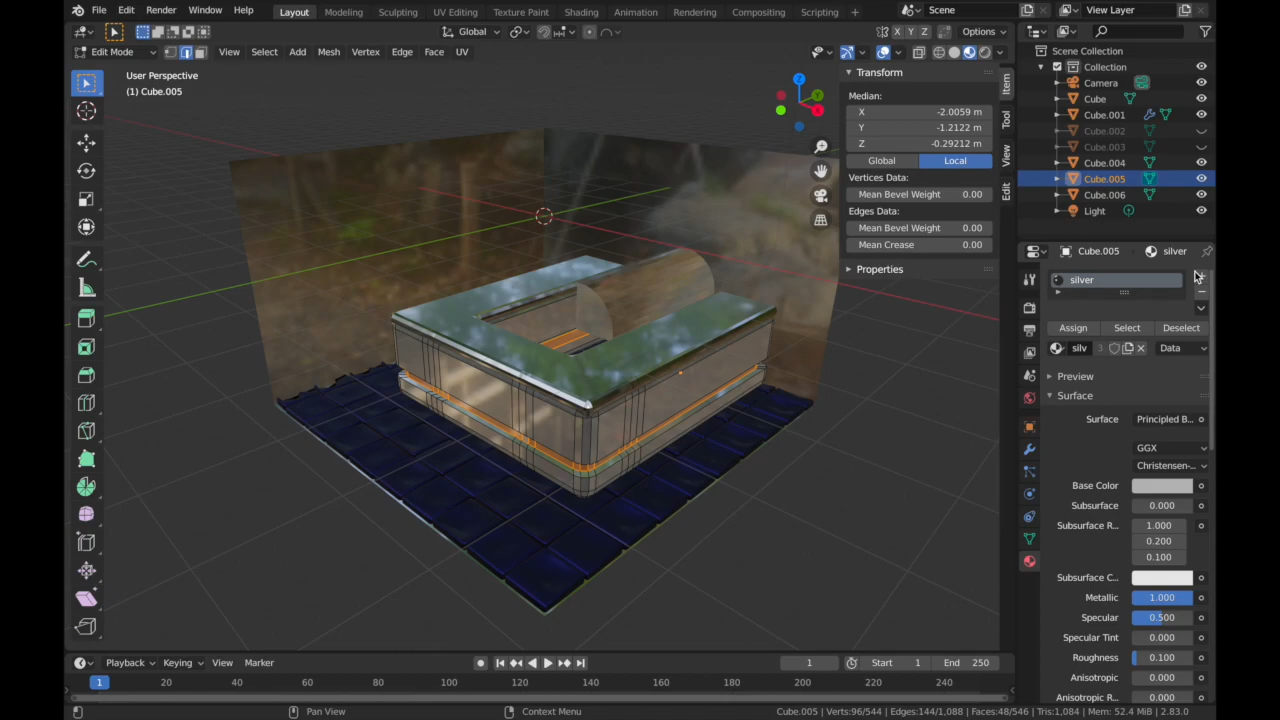 File Edit Render Window Help Layout Modeling Sculpting UV Editing Texture Paint Shading Animation Rendering Compositing Scripting + Scene View Layer
Global X Y Z Options
Edit Mode View Select Add Mesh Vertex Edge Face UV
User Perspective
(1) Cube.005
Transform
Median:
X -2.0059 m
Y -1.2122 m
Z -0.29212 m
Global Local
Vertices Data:
Mean Bevel Weight 0.00
Edges Data:
Mean Bevel Weight 0.00
Mean Crease 0.00
Properties
Item
Tool
View
Edit
Z
Y
X
Scene Collection
Collection
Camera
Cube
Cube.001
Cube.002
Cube.003
Cube.004
Cube.005
Cube.006
Light
Cube.005 silver
silver
Assign Select Deselect
silv 3 Data
Preview
Surface
Surface Principled B...
GGX
Christensen-...
Base Color
Subsurface 0.000
Subsurface R... 1.000
0.200
0.100
Subsurface C...
Metallic 1.000
Specular 0.500
Specular Tint 0.000
Roughness 0.100
Anisotropic 0.000
Anisotropic R... 0.000
Playback Keying View Marker 1 Start 1 End 250
1 20 40 60 80 100 120 140 160 180 200 220 240
Pan View Context Menu Cube.005 | Verts:96/544 | Edges:144/1,088 | Faces:48/546 | Tris:1,084 | Mem: 52.4 MiB | 2.83.0